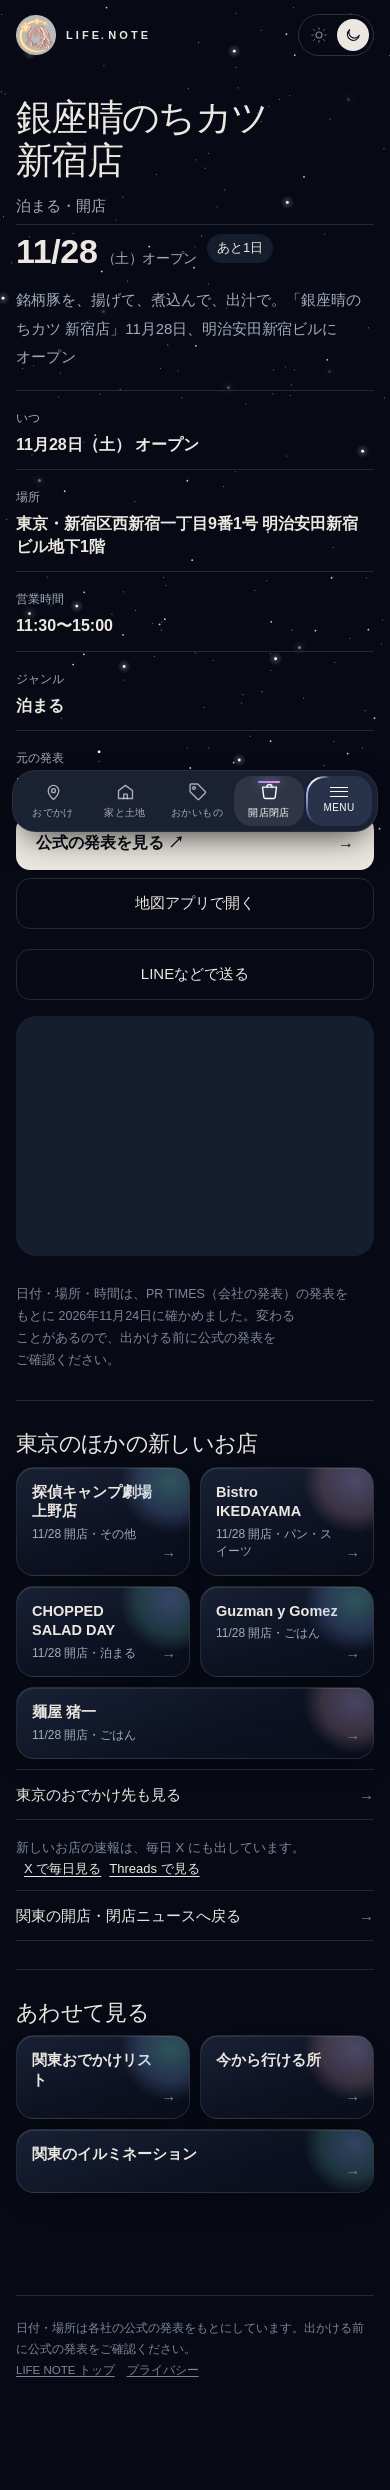 LIFE.NOTE
銀座晴のちカツ
新宿店
泊まる・開店
11/28（土）オープン あと1日
銘柄豚を、揚げて、煮込んで、出汁で。「銀座晴の
ちカツ 新宿店」11月28日、明治安田新宿ビルに
オープン
いつ
11月28日（土） オープン
場所
東京・新宿区西新宿一丁目9番1号 明治安田新宿
ビル地下1階
営業時間
11:30〜15:00
ジャンル
泊まる
元の発表
おでかけ 家と土地 おかいもの 開店閉店 MENU
公式の発表を見る ↗ →
地図アプリで開く
LINEなどで送る
日付・場所・時間は、PR TIMES（会社の発表）の発表を
もとに 2026年11月24日に確かめました。変わる
ことがあるので、出かける前に公式の発表を
ご確認ください。
東京のほかの新しいお店
探偵キャンプ劇場
上野店
11/28 開店・その他
→
Bistro
IKEDAYAMA
11/28 開店・パン・ス
イーツ
→
CHOPPED
SALAD DAY
11/28 開店・泊まる
→
Guzman y Gomez
11/28 開店・ごはん
→
麺屋 猪一
11/28 開店・ごはん
→
東京のおでかけ先も見る →
新しいお店の速報は、毎日 X にも出しています。
X で毎日見る Threads で見る
関東の開店・閉店ニュースへ戻る →
あわせて見る
関東おでかけリス
ト
→
今から行ける所
→
関東のイルミネーション
→
日付・場所は各社の公式の発表をもとにしています。出かける前
に公式の発表をご確認ください。
LIFE NOTE トップ プライバシー